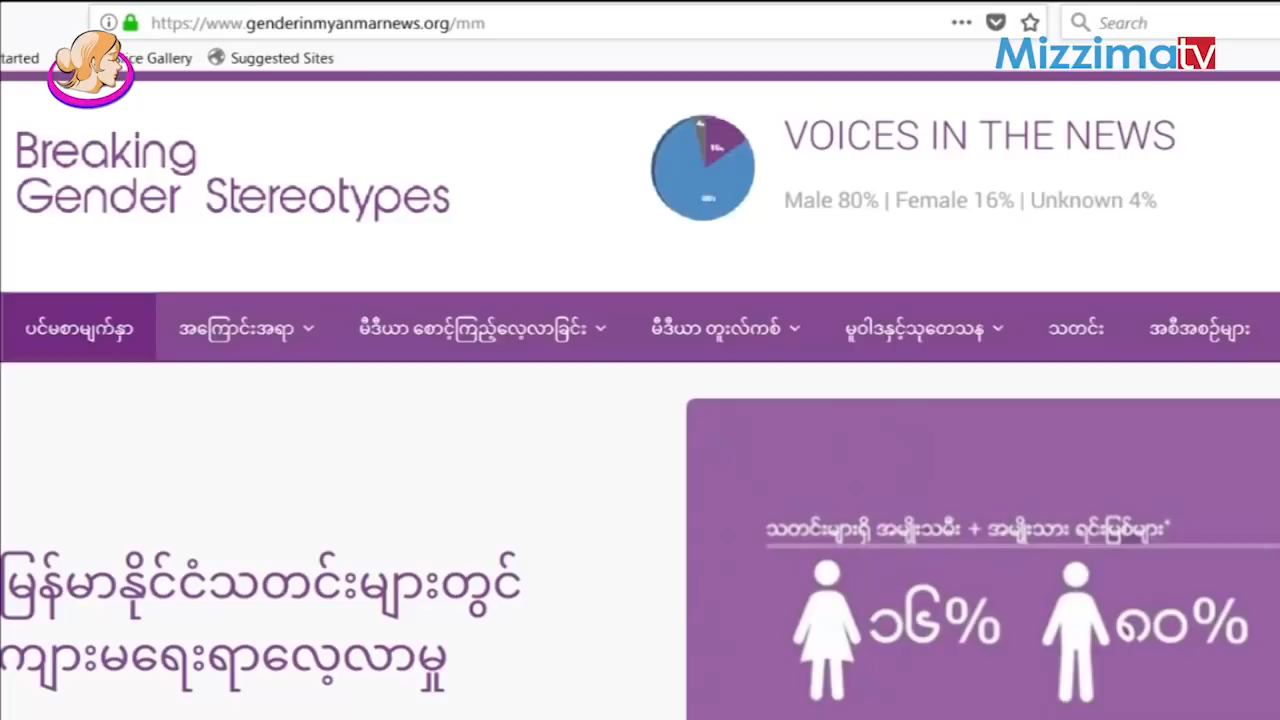 https://www.genderinmyanmarnews.org/mm
Search
tarted
ice Gallery
Suggested Sites
Mizzima tv
Breaking
Gender Stereotypes
VOICES IN THE NEWS
Male 80% | Female 16% | Unknown 4%
ပင်မစာမျက်နှာ
အကြောင်းအရာ
မီဒီယာ စောင့်ကြည့်လေ့လာခြင်း
မီဒီယာ တူးလ်ကစ်
မူဝါဒနှင့်သုတေသန
သတင်း
အစီအစဉ်များ
သတင်းများရှိ အမျိုးသမီး + အမျိုးသား ရင်းမြစ်များ*
၁၆%
၈၀%
မြန်မာနိုင်ငံသတင်းများတွင်
ကျားမရေးရာလေ့လာမှု